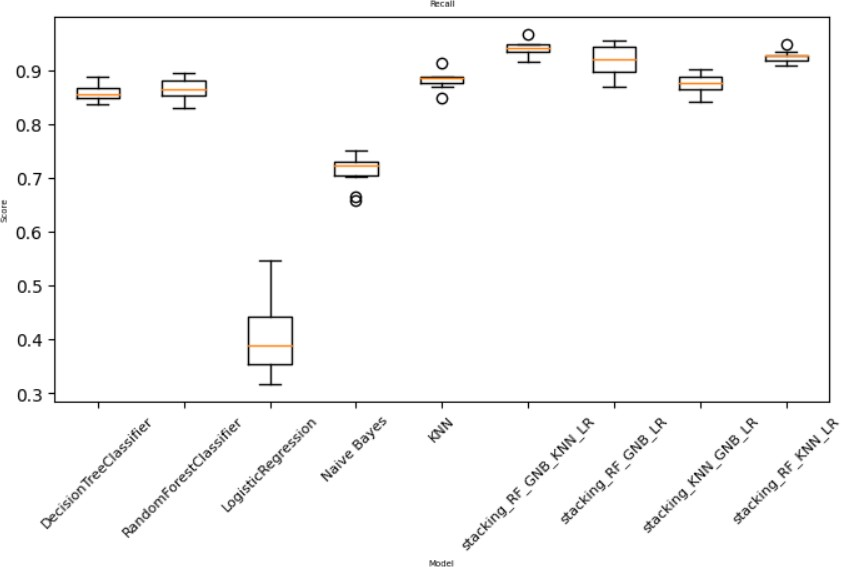 Recall
0.9
0.8
0.7
0.6
0.5
0.4
0.3
Score
DecisionTreeClassifier
RandomForestClassifier
LogisticRegression
Naive Bayes
KNN
stacking_RF_GNB_KNN_LR
stacking_RF_GNB_LR
stacking_KNN_GNB_LR
stacking_RF_KNN_LR
Model